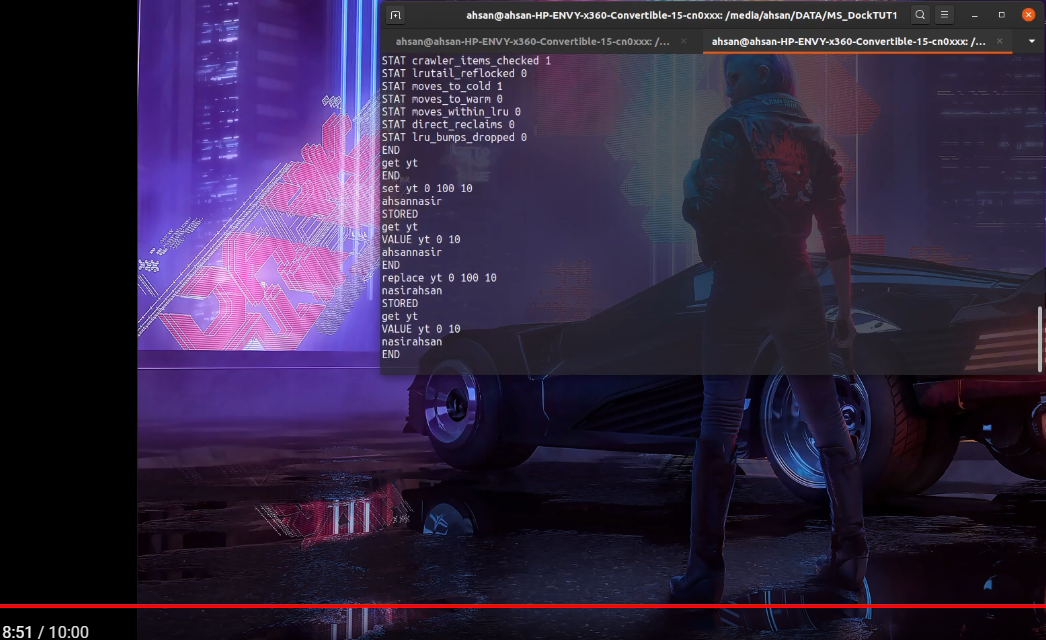 ahsan@ahsan-HP-ENVY-x360-Convertible-15-cn0xxx: /media/ahsan/DATA/MS_DockTUT1
ahsan@ahsan-HP-ENVY-x360-Convertible-15-cn0xxx: /...
ahsan@ahsan-HP-ENVY-x360-Convertible-15-cn0xxx: /...
STAT crawler_items_checked 1
STAT lrutail_reflocked 0
STAT moves_to_cold 1
STAT moves_to_warm 0
STAT moves_within_lru 0
STAT direct_reclaims 0
STAT lru_bumps_dropped 0
END
get yt
END
set yt 0 100 10
ahsannasir
STORED
get yt
VALUE yt 0 10
ahsannasir
END
replace yt 0 100 10
nasirahsan
STORED
get yt
VALUE yt 0 10
nasirahsan
END
8:51 / 10:00